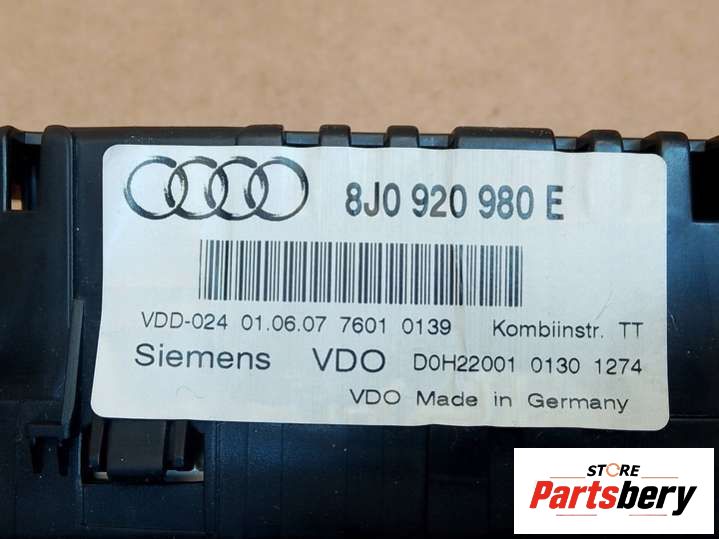 8J0 920 980 E
VDD-024 01.06.07 7601 0139 Kombiinstr. TT
Siemens VDO D0H22001 0130 1274
VDO Made in Germany
STORE
Partsbery